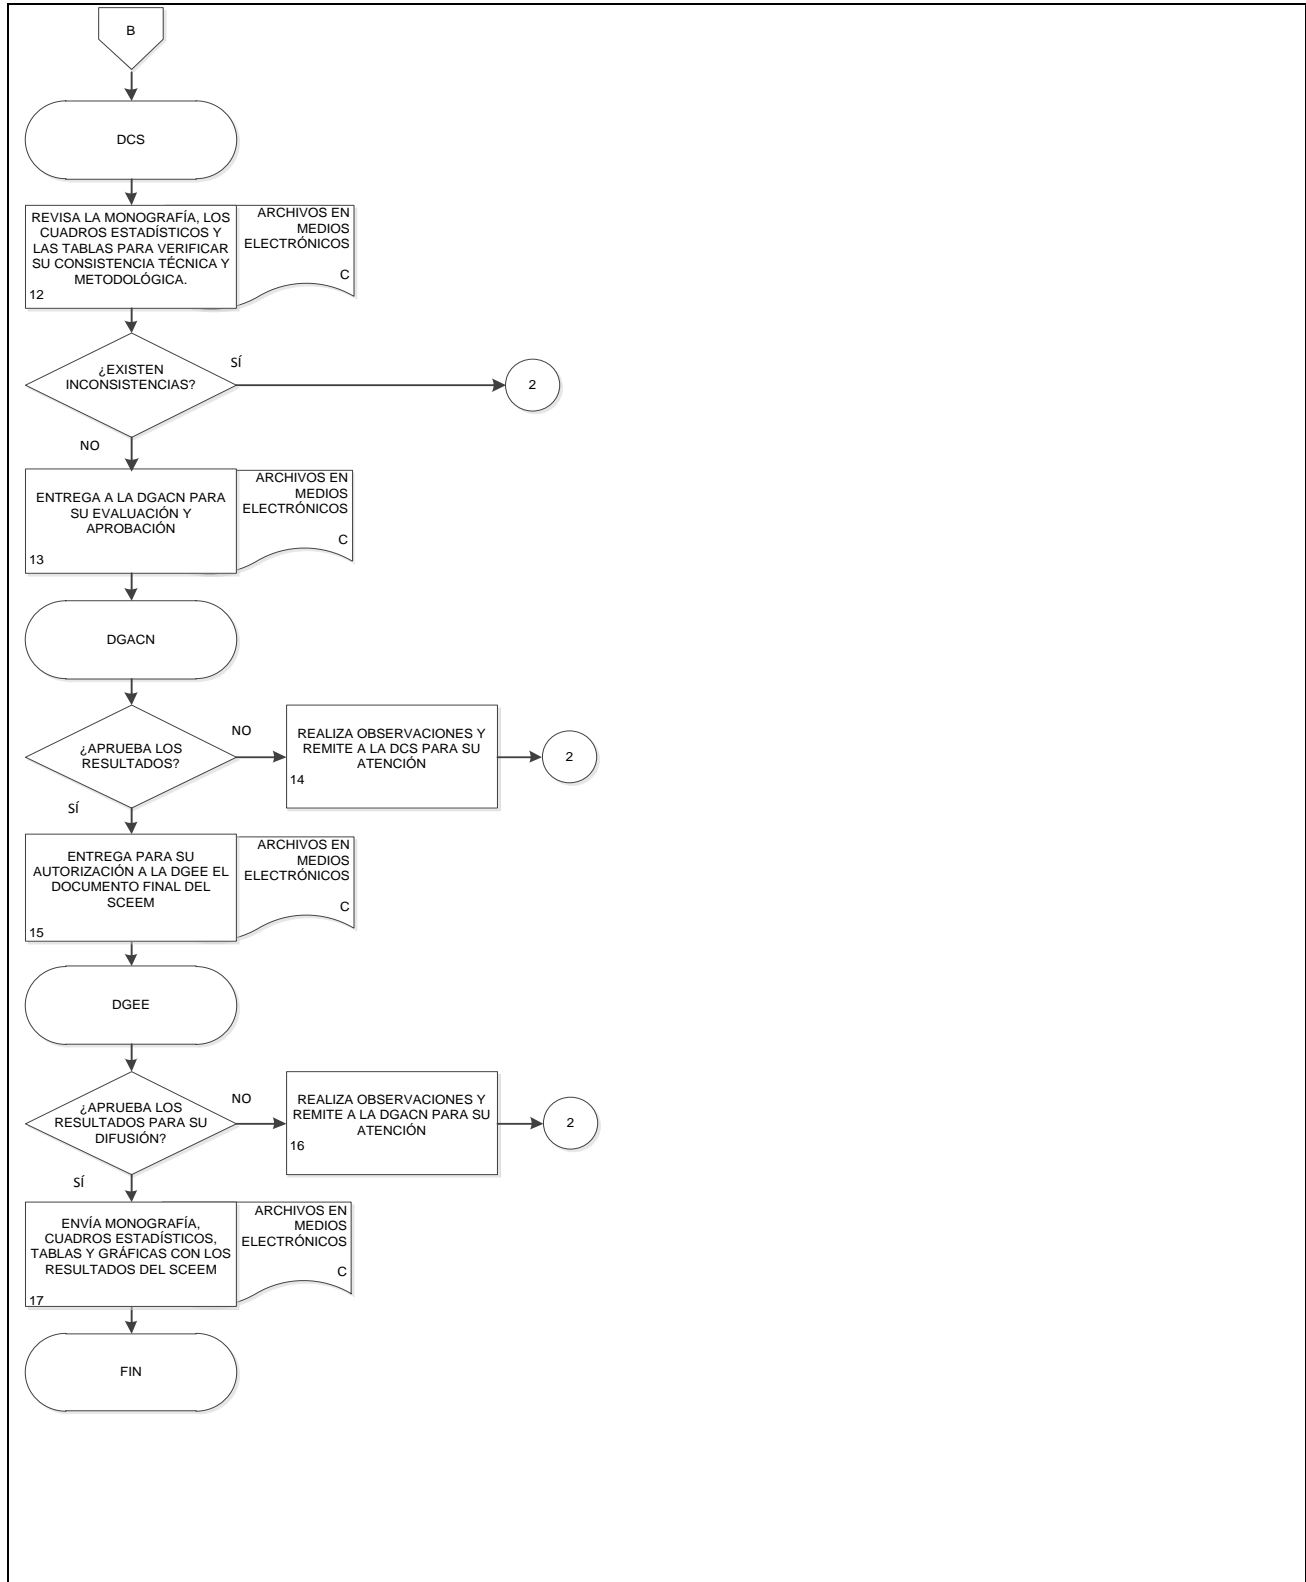 B
DCS
REVISA LA MONOGRAFÍA, LOS
CUADROS ESTADÍSTICOS Y
LAS TABLAS PARA VERIFICAR
SU CONSISTENCIA TÉCNICA Y
METODOLÓGICA.
12
ARCHIVOS EN
MEDIOS
ELECTRÓNICOS
C
¿EXISTEN
INCONSISTENCIAS?
SÍ
2
NO
ENTREGA A LA DGACN PARA
SU EVALUACIÓN Y
APROBACIÓN
13
ARCHIVOS EN
MEDIOS
ELECTRÓNICOS
C
DGACN
¿APRUEBA LOS
RESULTADOS?
NO
REALIZA OBSERVACIONES Y
REMITE A LA DCS PARA SU
ATENCIÓN
14
2
SÍ
ENTREGA PARA SU
AUTORIZACIÓN A LA DGEE EL
DOCUMENTO FINAL DEL
SCEEM
15
ARCHIVOS EN
MEDIOS
ELECTRÓNICOS
C
DGEE
¿APRUEBA LOS
RESULTADOS PARA SU
DIFUSIÓN?
NO
REALIZA OBSERVACIONES Y
REMITE A LA DGACN PARA SU
ATENCIÓN
16
2
SÍ
ENVÍA MONOGRAFÍA,
CUADROS ESTADÍSTICOS,
TABLAS Y GRÁFICAS CON LOS
RESULTADOS DEL SCEEM
17
ARCHIVOS EN
MEDIOS
ELECTRÓNICOS
C
FIN